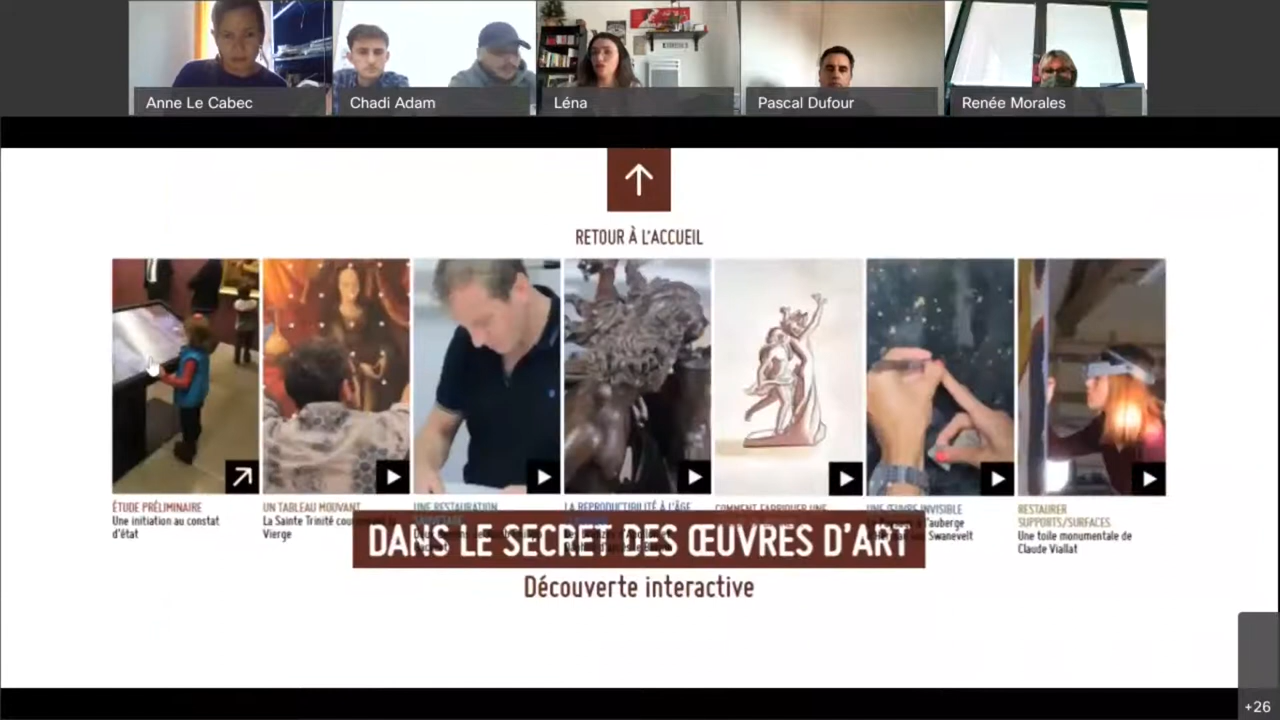 Anne Le Cabec
Chadi Adam
Léna
Pascal Dufour
Renée Morales
RETOUR À L'ACCUEIL
ÉTUDE PRÉLIMINAIRE
Une initiation au constat
d'état
UN TABLEAU MOUVANT
La Sainte Trinité
Vierge
UNE RESTAURATION
LA REPRODUCTIBILITÉ À L'ÂGE
COMMENT FABRIQUER UNE
UNE ŒUVRE INVISIBLE
l'auberge
Swanevelt
RESTAURER
SUPPORTS/SURFACES
Une toile monumentale de
Claude Viallat
DANS LE SECRET DES ŒUVRES D'ART
Découverte interactive
+26